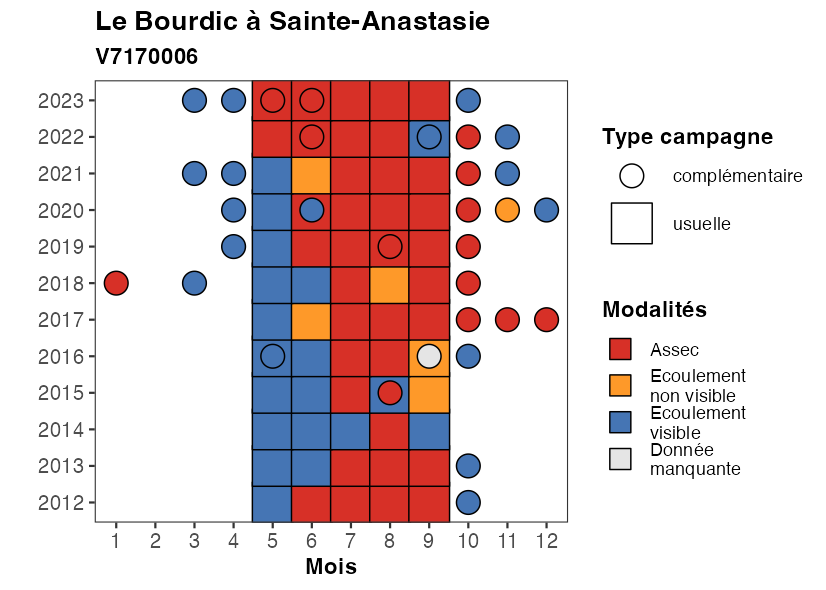 Le Bourdic à Sainte-Anastasie
V7170006
2023
2022
2021
2020
2019
2018
2017
2016
2015
2014
2013
2012
1 2 3 4 5 6 7 8 9 10 11 12
Mois
Type campagne
complémentaire
usuelle
Modalités
Assec
Ecoulement
non visible
Ecoulement
visible
Donnée
manquante